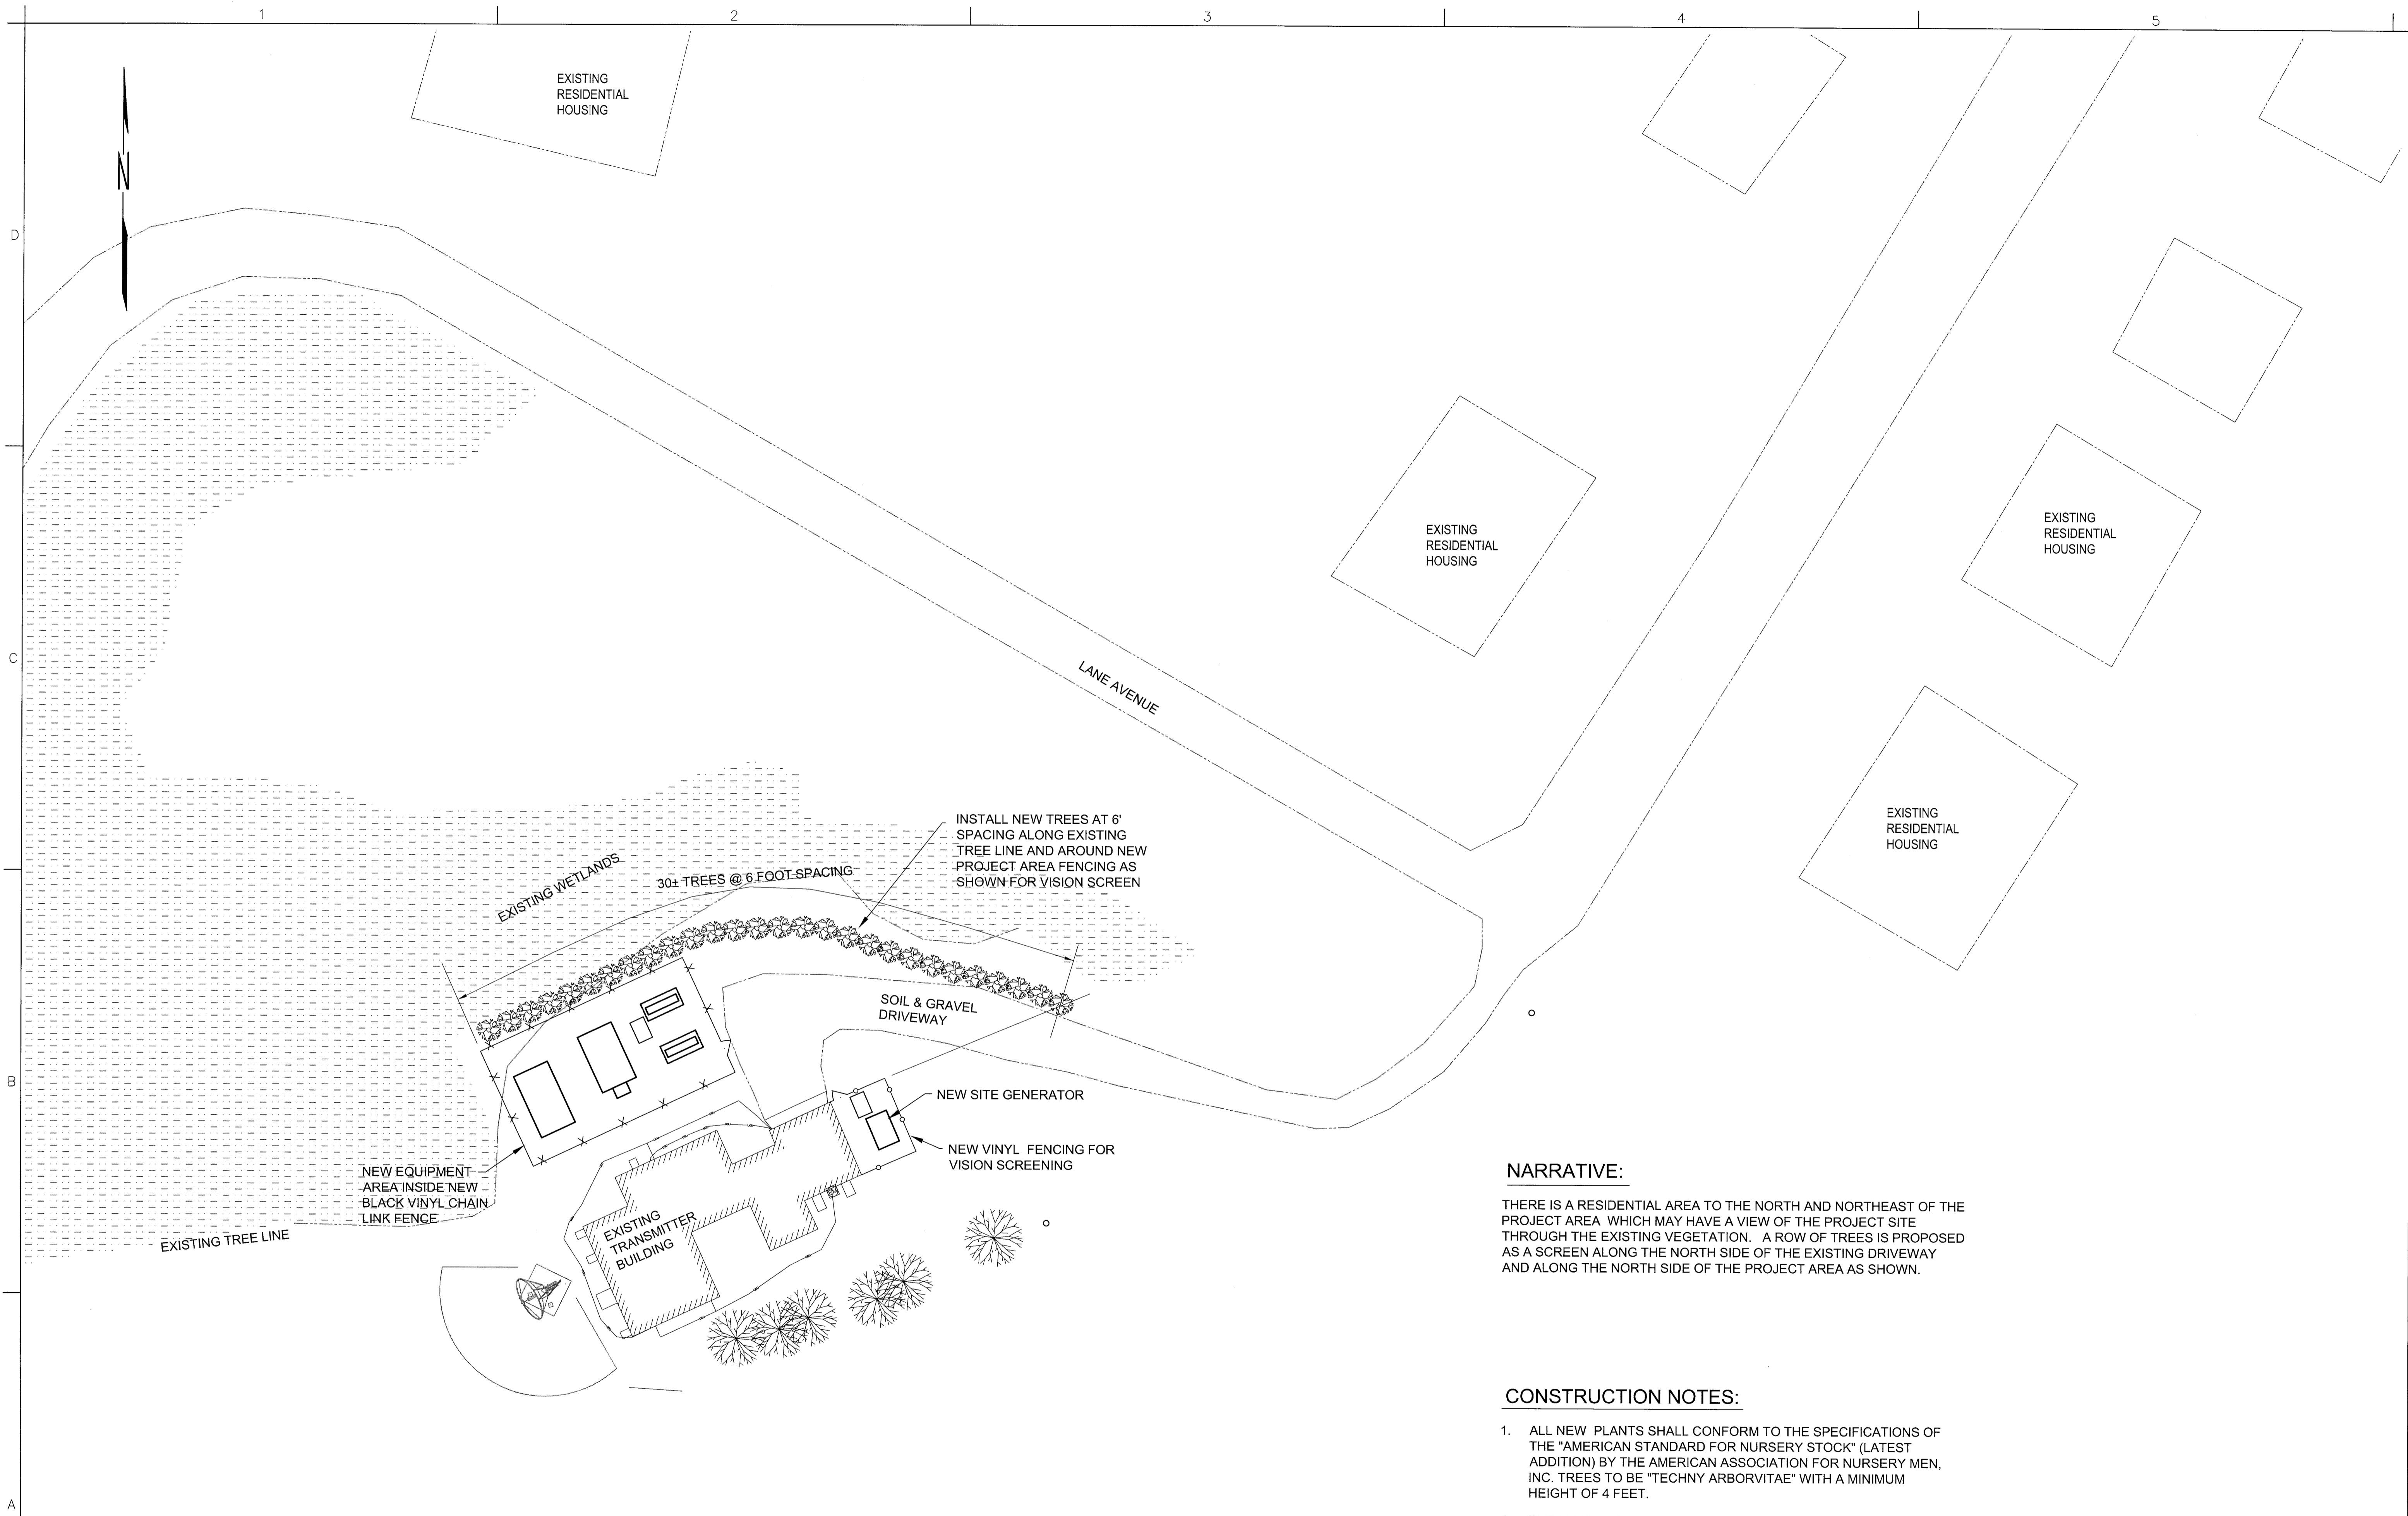 1
2
3
4
5
EXISTING
RESIDENTIAL
HOUSING
N
D
EXISTING
RESIDENTIAL
HOUSING
EXISTING
RESIDENTIAL
HOUSING
C
LANE AVENUE
EXISTING
RESIDENTIAL
HOUSING
INSTALL NEW TREES AT 6'
SPACING ALONG EXISTING
TREE LINE AND AROUND NEW
PROJECT AREA FENCING AS
SHOWN FOR VISION SCREEN
EXISTING WETLANDS
30± TREES @ 6 FOOT SPACING
SOIL & GRAVEL
DRIVEWAY
B
NEW SITE GENERATOR
NEW VINYL FENCING FOR
VISION SCREENING
NEW EQUIPMENT
AREA INSIDE NEW
BLACK VINYL CHAIN
LINK FENCE
EXISTING TREE LINE
EXISTING
TRANSMITTER
BUILDING
NARRATIVE:
THERE IS A RESIDENTIAL AREA TO THE NORTH AND NORTHEAST OF THE
PROJECT AREA WHICH MAY HAVE A VIEW OF THE PROJECT SITE
THROUGH THE EXISTING VEGETATION. A ROW OF TREES IS PROPOSED
AS A SCREEN ALONG THE NORTH SIDE OF THE EXISTING DRIVEWAY
AND ALONG THE NORTH SIDE OF THE PROJECT AREA AS SHOWN.
CONSTRUCTION NOTES:
1. ALL NEW PLANTS SHALL CONFORM TO THE SPECIFICATIONS OF
THE "AMERICAN STANDARD FOR NURSERY STOCK" (LATEST
ADDITION) BY THE AMERICAN ASSOCIATION FOR NURSERY MEN,
INC. TREES TO BE "TECHNY ARBORVITAE" WITH A MINIMUM
HEIGHT OF 4 FEET.
A